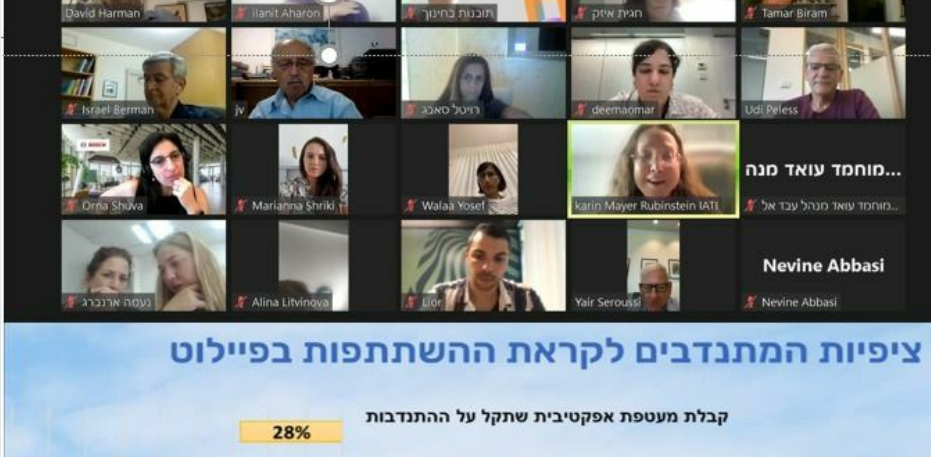 David Harman
ilanit Aharon
תוכנות בחינוך
חגית אייזק
Tamar Biram
Israel Berman
jv
רויטל סאבג
deemaomar
Udi Peless
BOSCH
...מוחמד עואד מנה
Orna Shuva
Marianna Shriki
Walaa Yosef
karin Mayer Rubinstein IATI
...מוחמד עואד מנהל עבד אל
Nevine Abbasi
נעמה ארנברג
Alina Litvinova
Lior
Yair Seroussi
Nevine Abbasi
ציפיות המתנדבים לקראת ההשתתפות בפיילוט
קבלת מעטפת אפקטיבית שתקל על ההתנדבות
28%